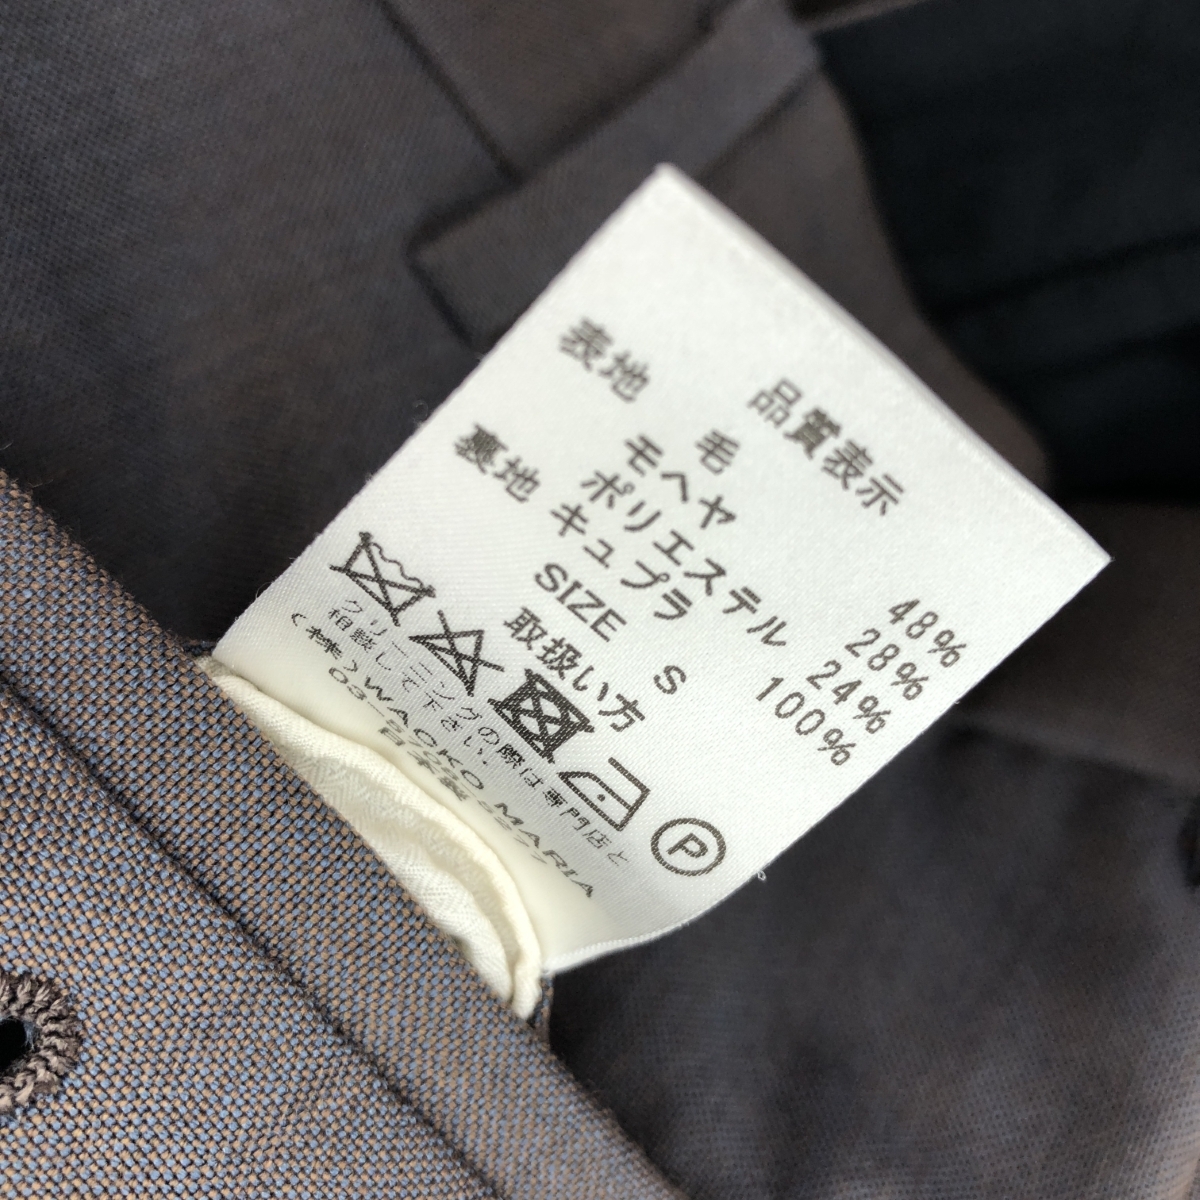 品質表示
表地 毛 48%
モヘヤ 28%
ポリエステル 24%
裏地 キュプラ 100%
SIZE S
取扱い方
P
クリーニングの際は専門店と
相談して下さい。
(株)WACKO MARIA
日本製